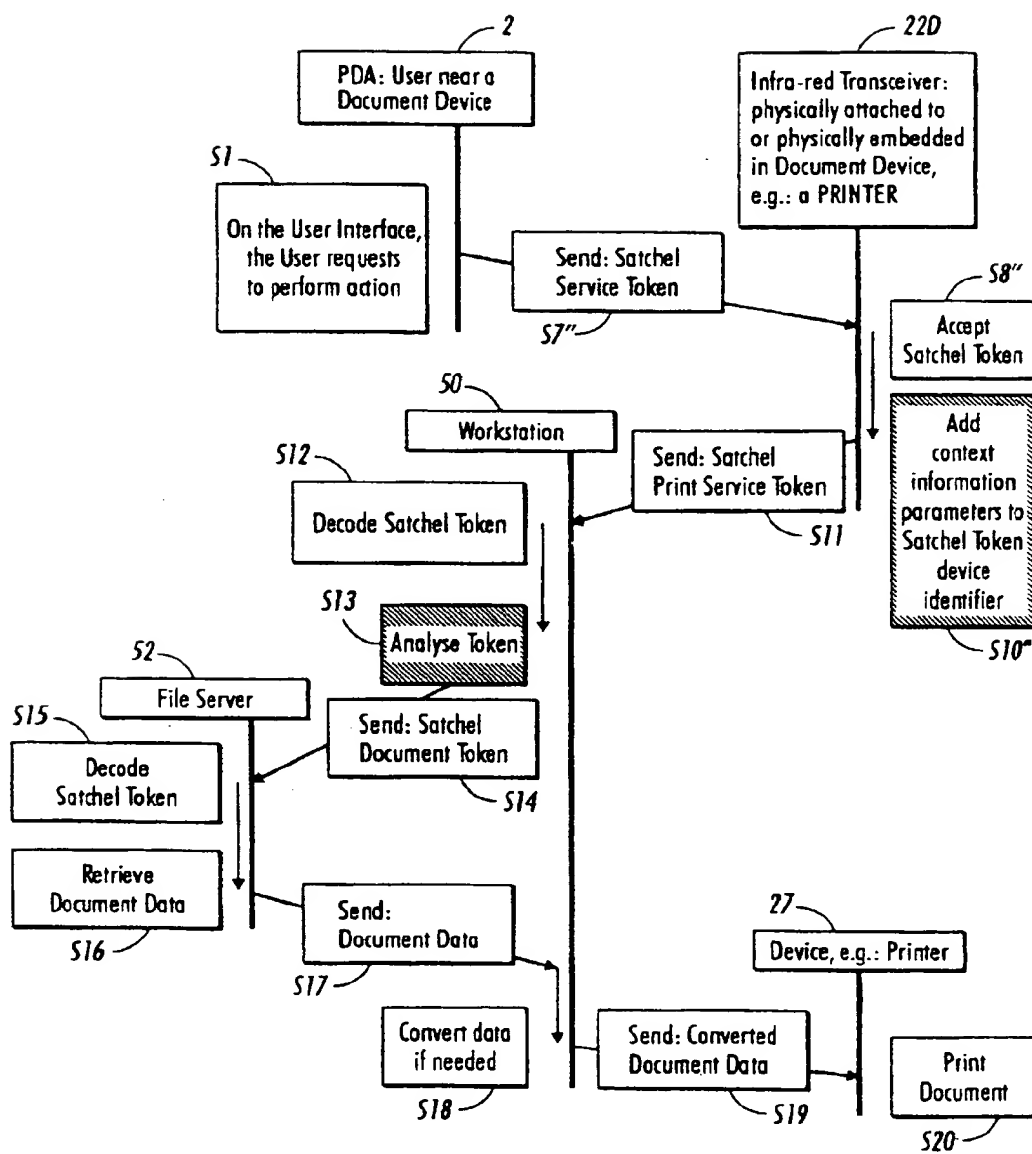 2
PDA: User near a
Document Device
22D
Infra-red Transceiver:
physically attached to
or physically embedded
in Document Device,
e.g.: a PRINTER
S1
On the User Interface,
the User requests
to perform action
Send: Satchel
Service Token
S7"
S8"
Accept
Satchel Token
Add
context
information
parameters to
Satchel Token
device
identifier
S10"
50
Workstation
Send: Satchel
Print Service Token
S11
S12
Decode Satchel Token
S13
Analyse Token
52
File Server
Send: Satchel
Document Token
S14
S15
Decode
Satchel Token
Retrieve
Document Data
S16
Send:
Document Data
S17
27
Device, e.g.: Printer
Convert data
if needed
S18
Send: Converted
Document Data
S19
Print
Document
S20